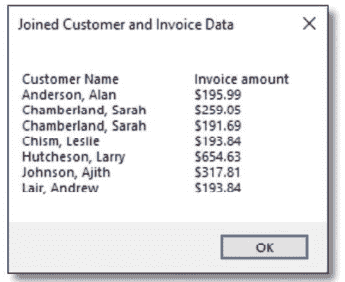 Joined Customer and Invoice Data
Customer Name Invoice amount
Anderson, Alan $195.99
Chamberland, Sarah $259.05
Chamberland, Sarah $191.69
Chism, Leslie $193.84
Hutcheson, Larry $654.63
Johnson, Ajith $317.81
Lair, Andrew $193.84
OK